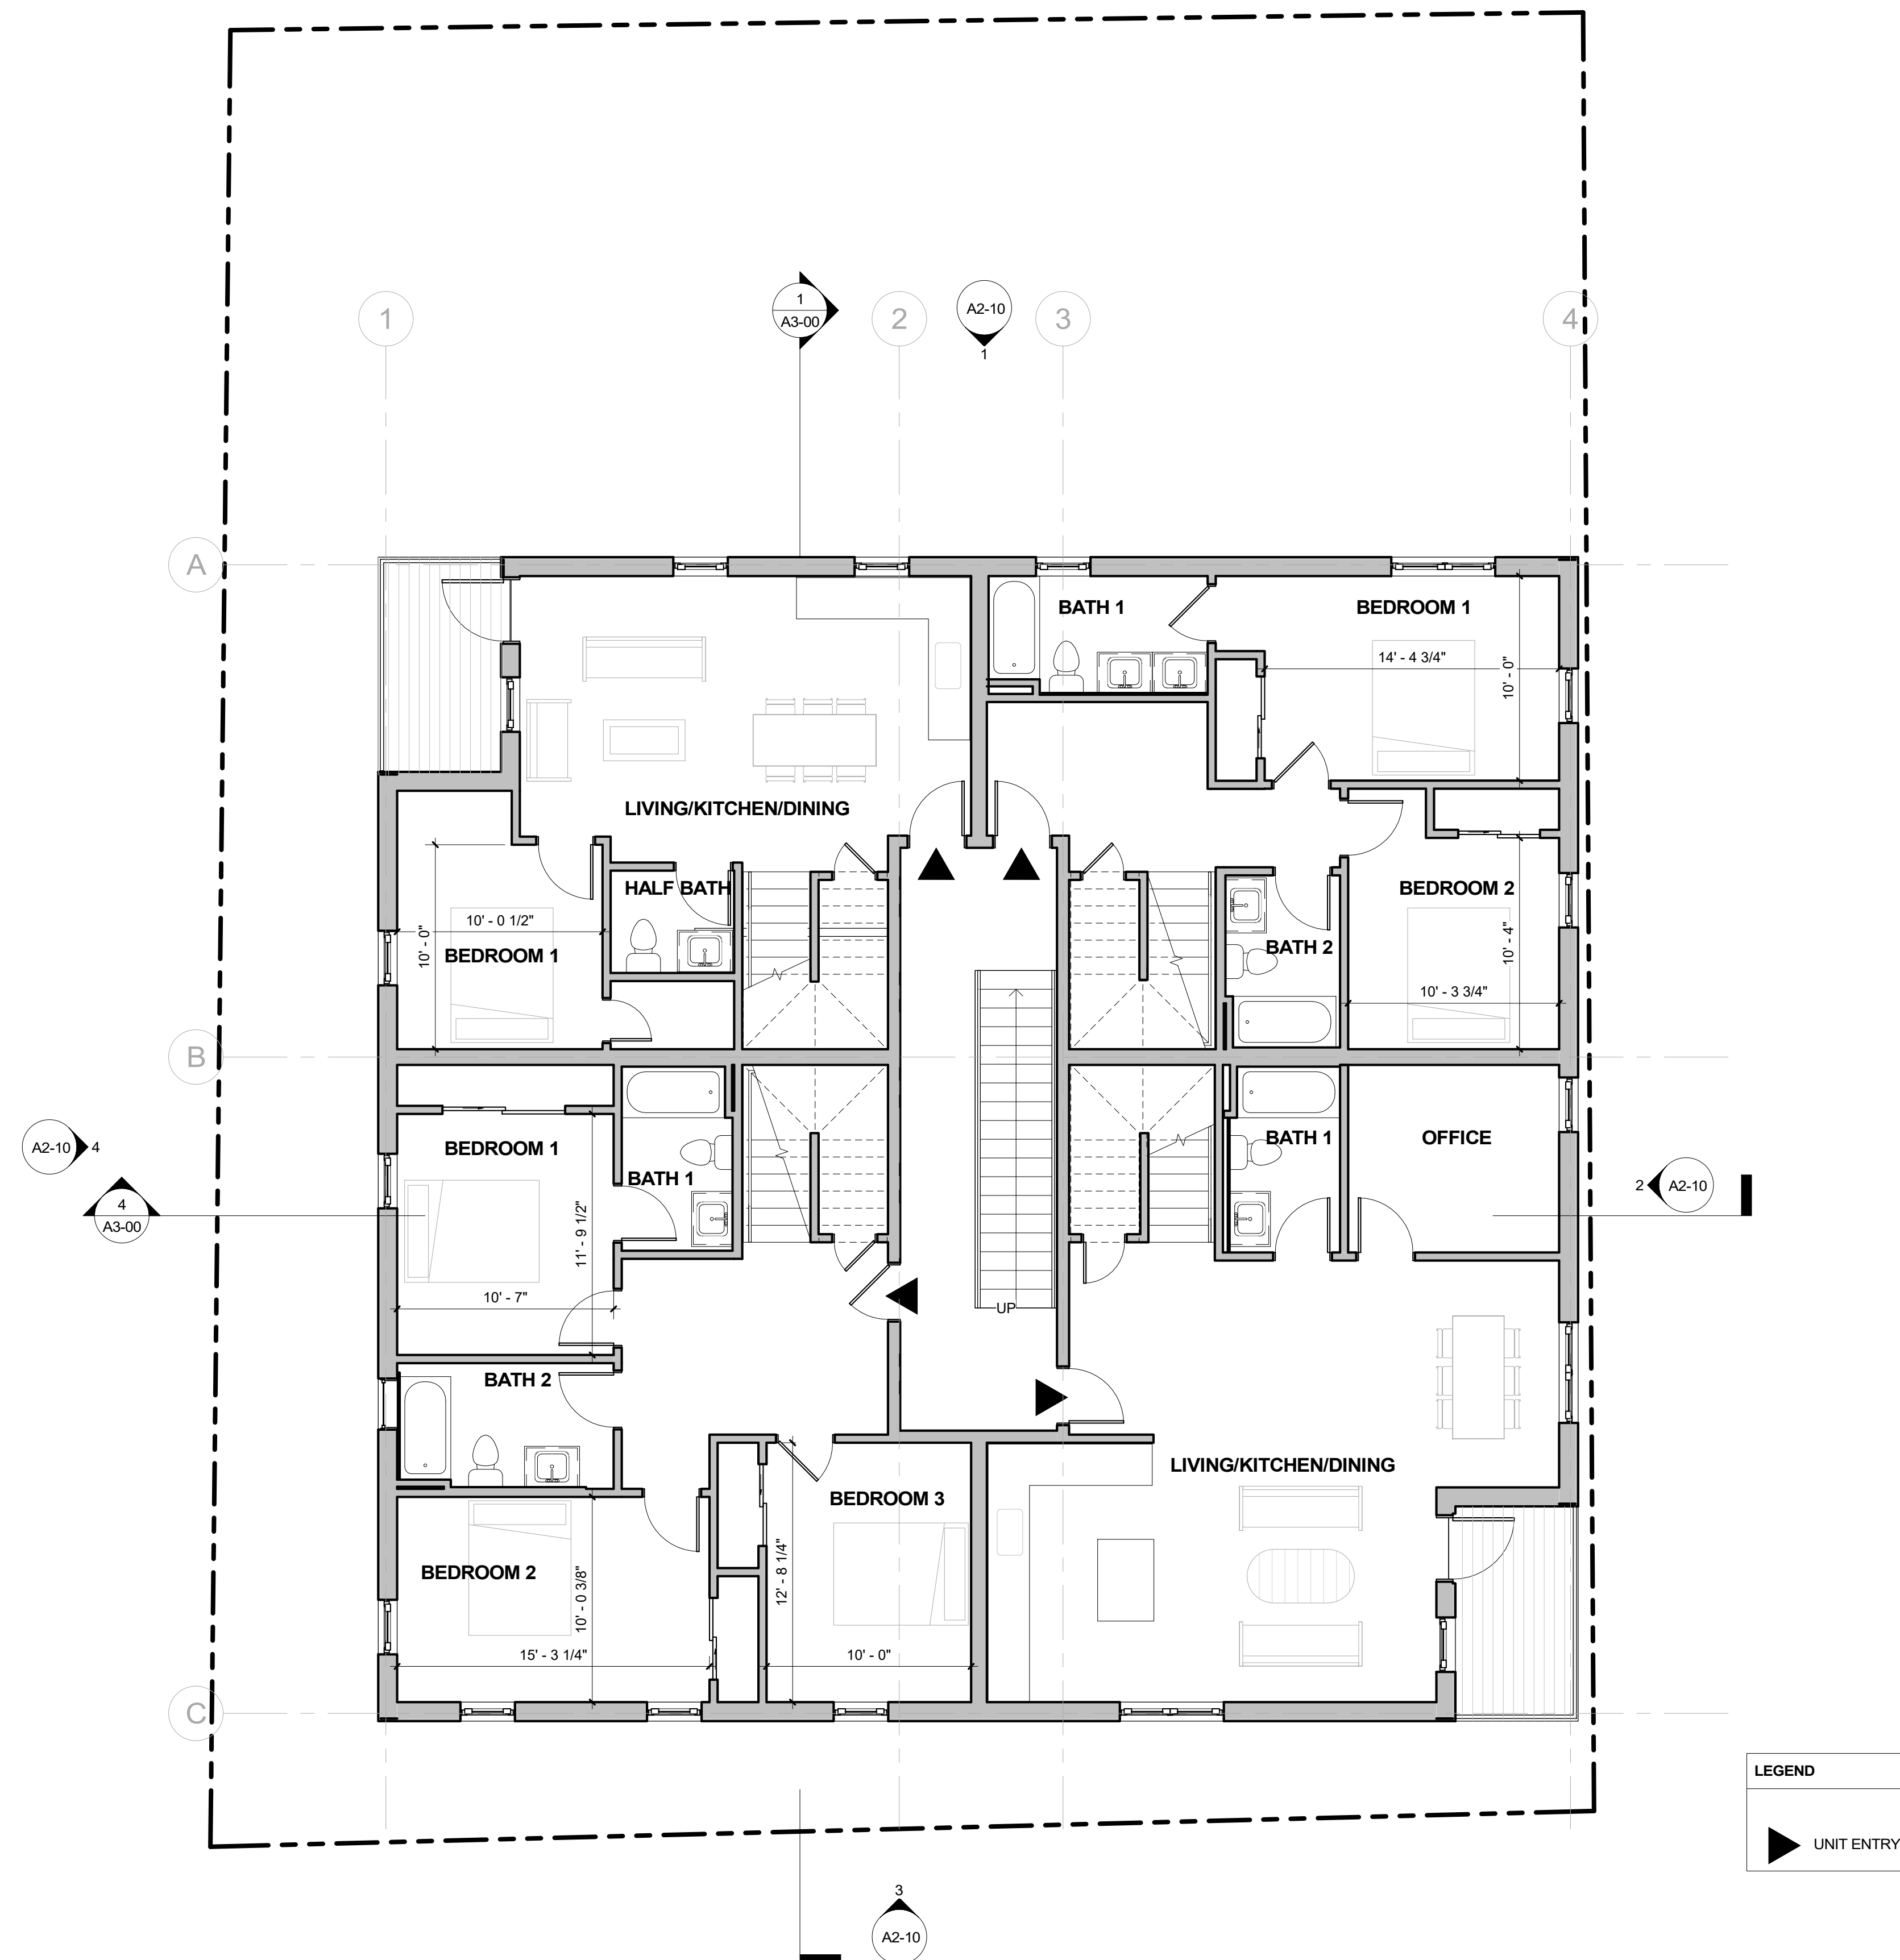 1
A3-00
A2-10
1
1
2
3
4
A
BATH 1
BEDROOM 1
14' - 4 3/4"
10' - 0"
LIVING/KITCHEN/DINING
HALF BATH
BEDROOM 2
10' - 0 1/2"
10' - 0"
BEDROOM 1
BATH 2
10' - 4"
10' - 3 3/4"
UP
B
A2-10
4
BEDROOM 1
BATH 1
BATH 1
OFFICE
4
A3-00
2
A2-10
11' - 9 1/2"
10' - 7"
BATH 2
LIVING/KITCHEN/DINING
BEDROOM 3
BEDROOM 2
10' - 0 3/8"
12' - 8 1/4"
15' - 3 1/4"
10' - 0"
C
LEGEND
UNIT ENTRY
3
A2-10